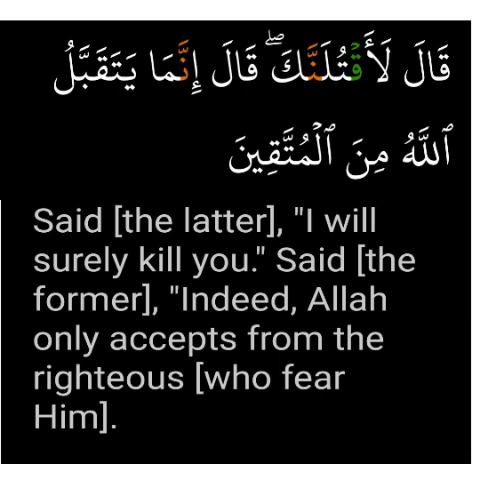 قَالَ لَأَقۡتُلَنَّكَۖ قَالَ إِنَّمَا يَتَقَبَّلُ
ٱللَّهُ مِنَ ٱلۡمُتَّقِينَ
Said [the latter], "I will
surely kill you." Said [the
former], "Indeed, Allah
only accepts from the
righteous [who fear
Him].